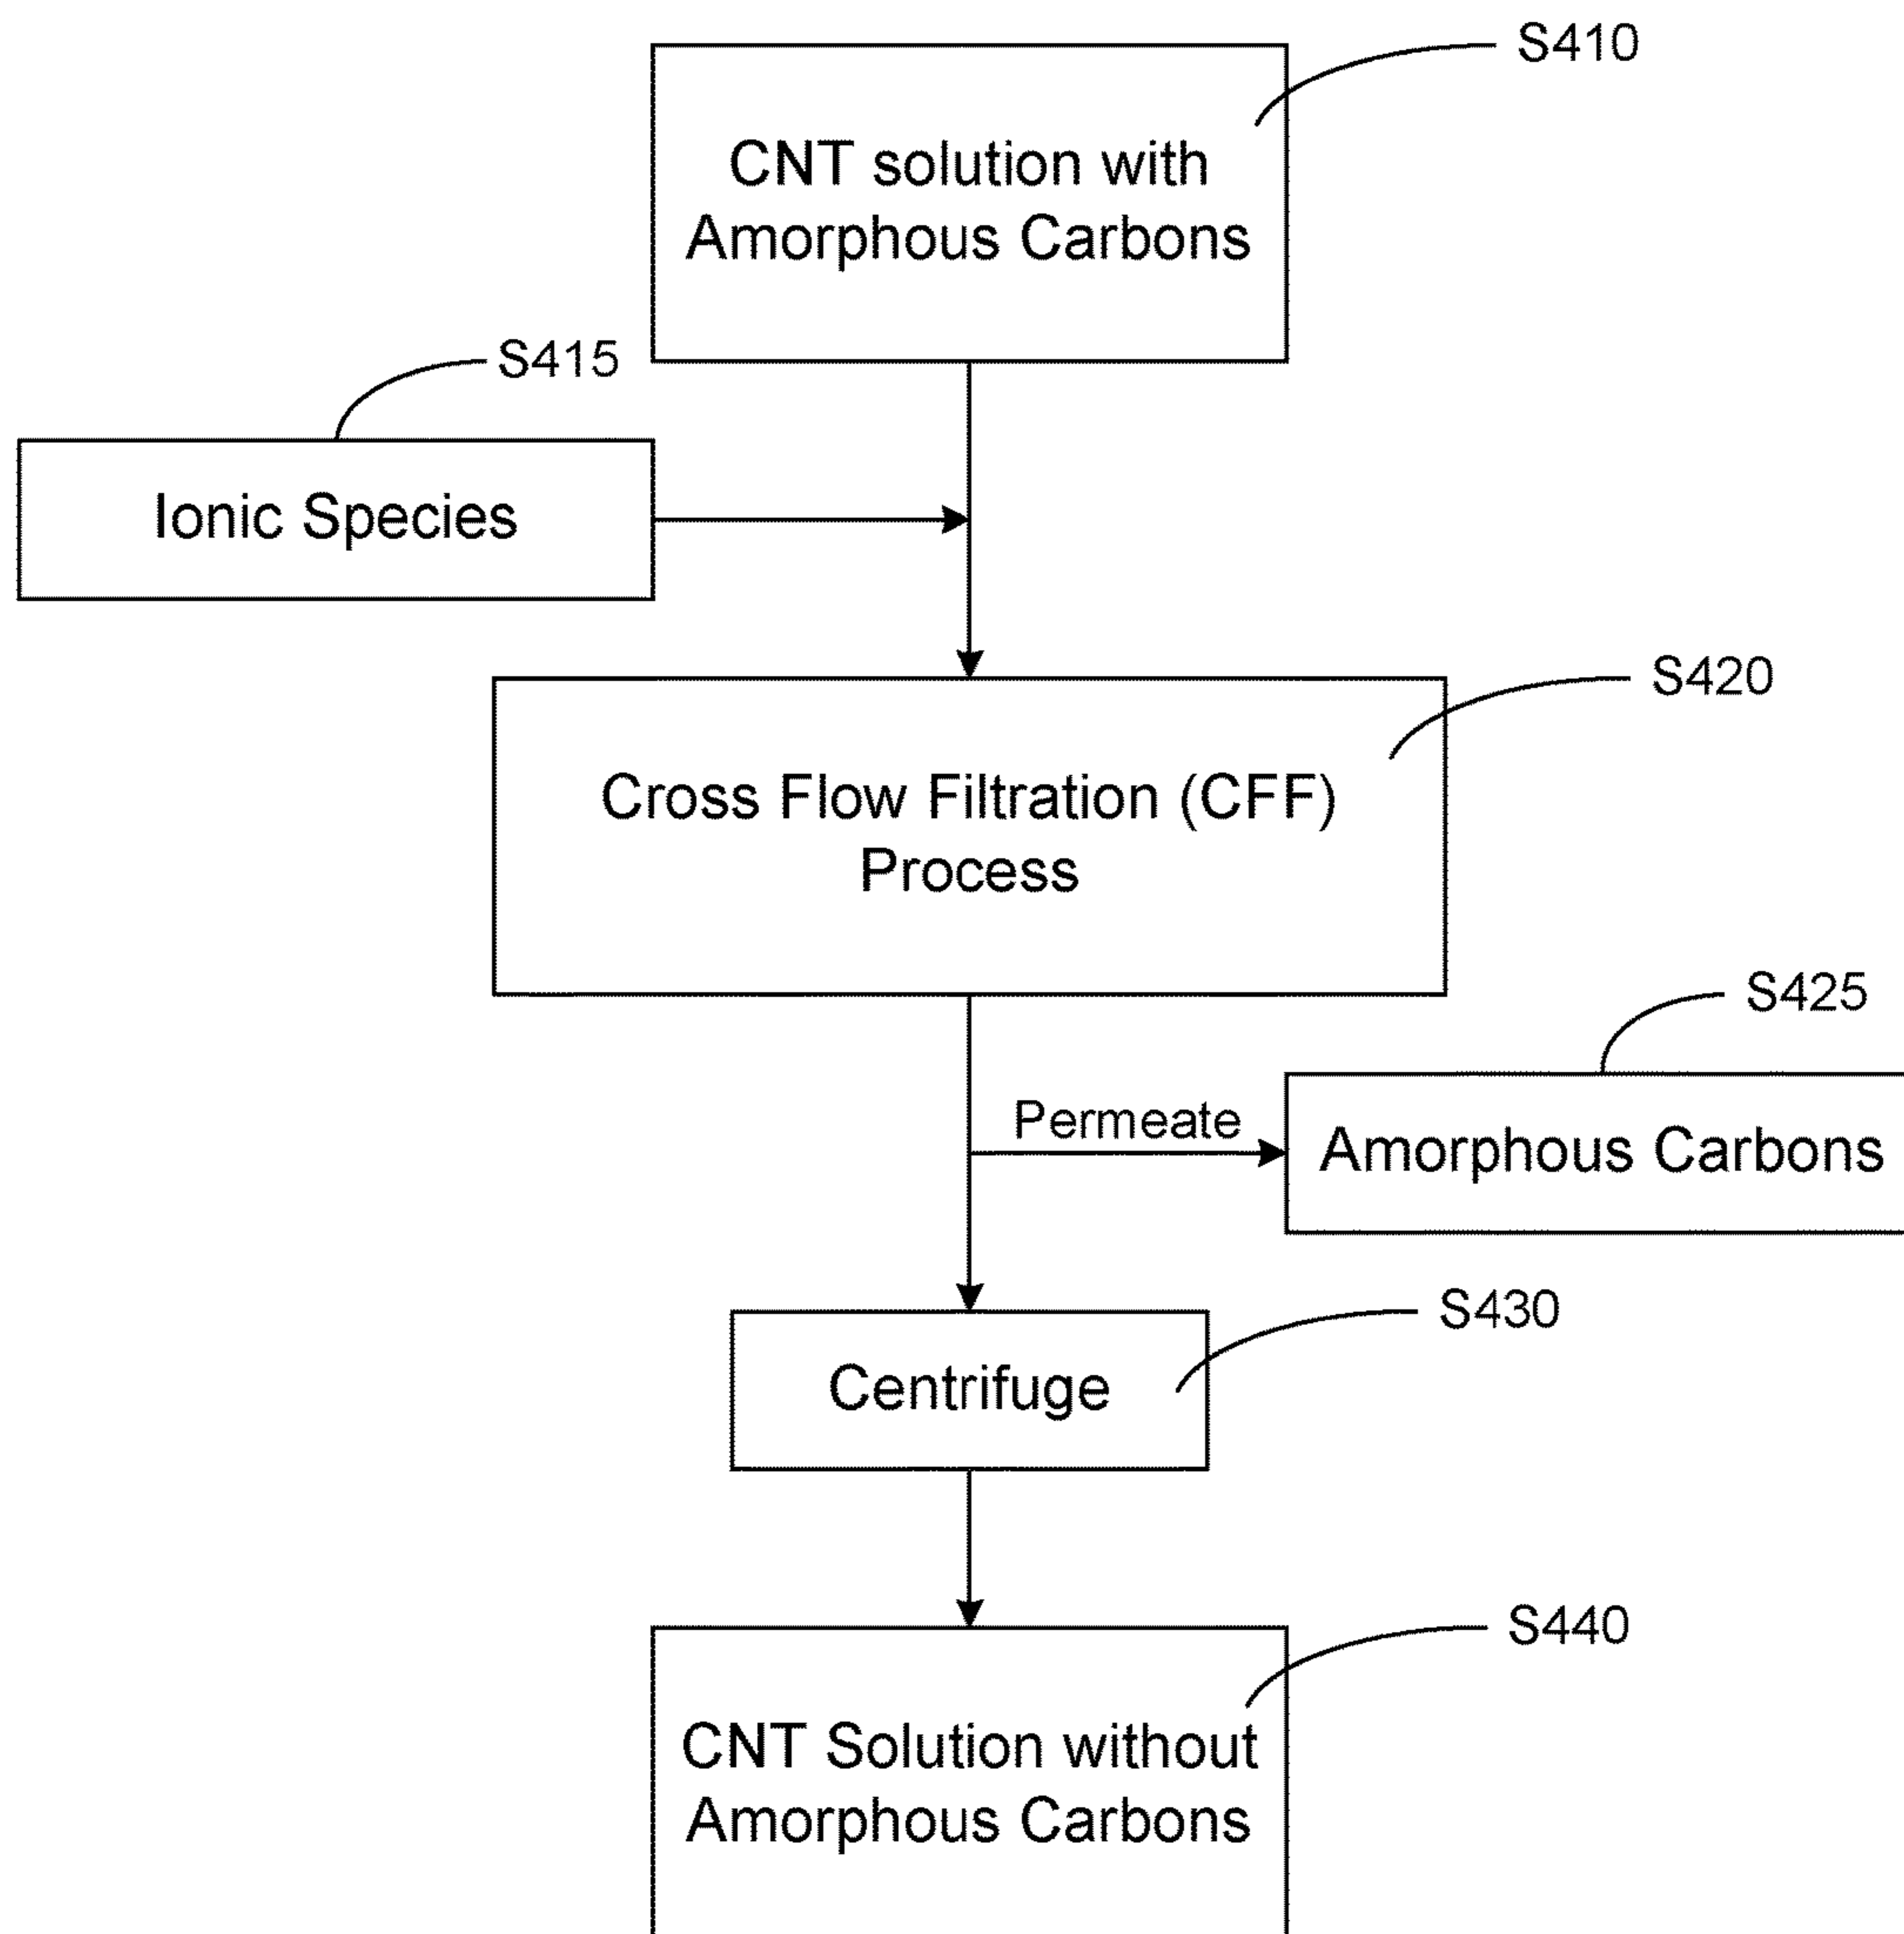 S410
CNT solution with
Amorphous Carbons
S415
Ionic Species
S420
Cross Flow Filtration (CFF)
Process
S425
Permeate
Amorphous Carbons
S430
Centrifuge
S440
CNT Solution without
Amorphous Carbons